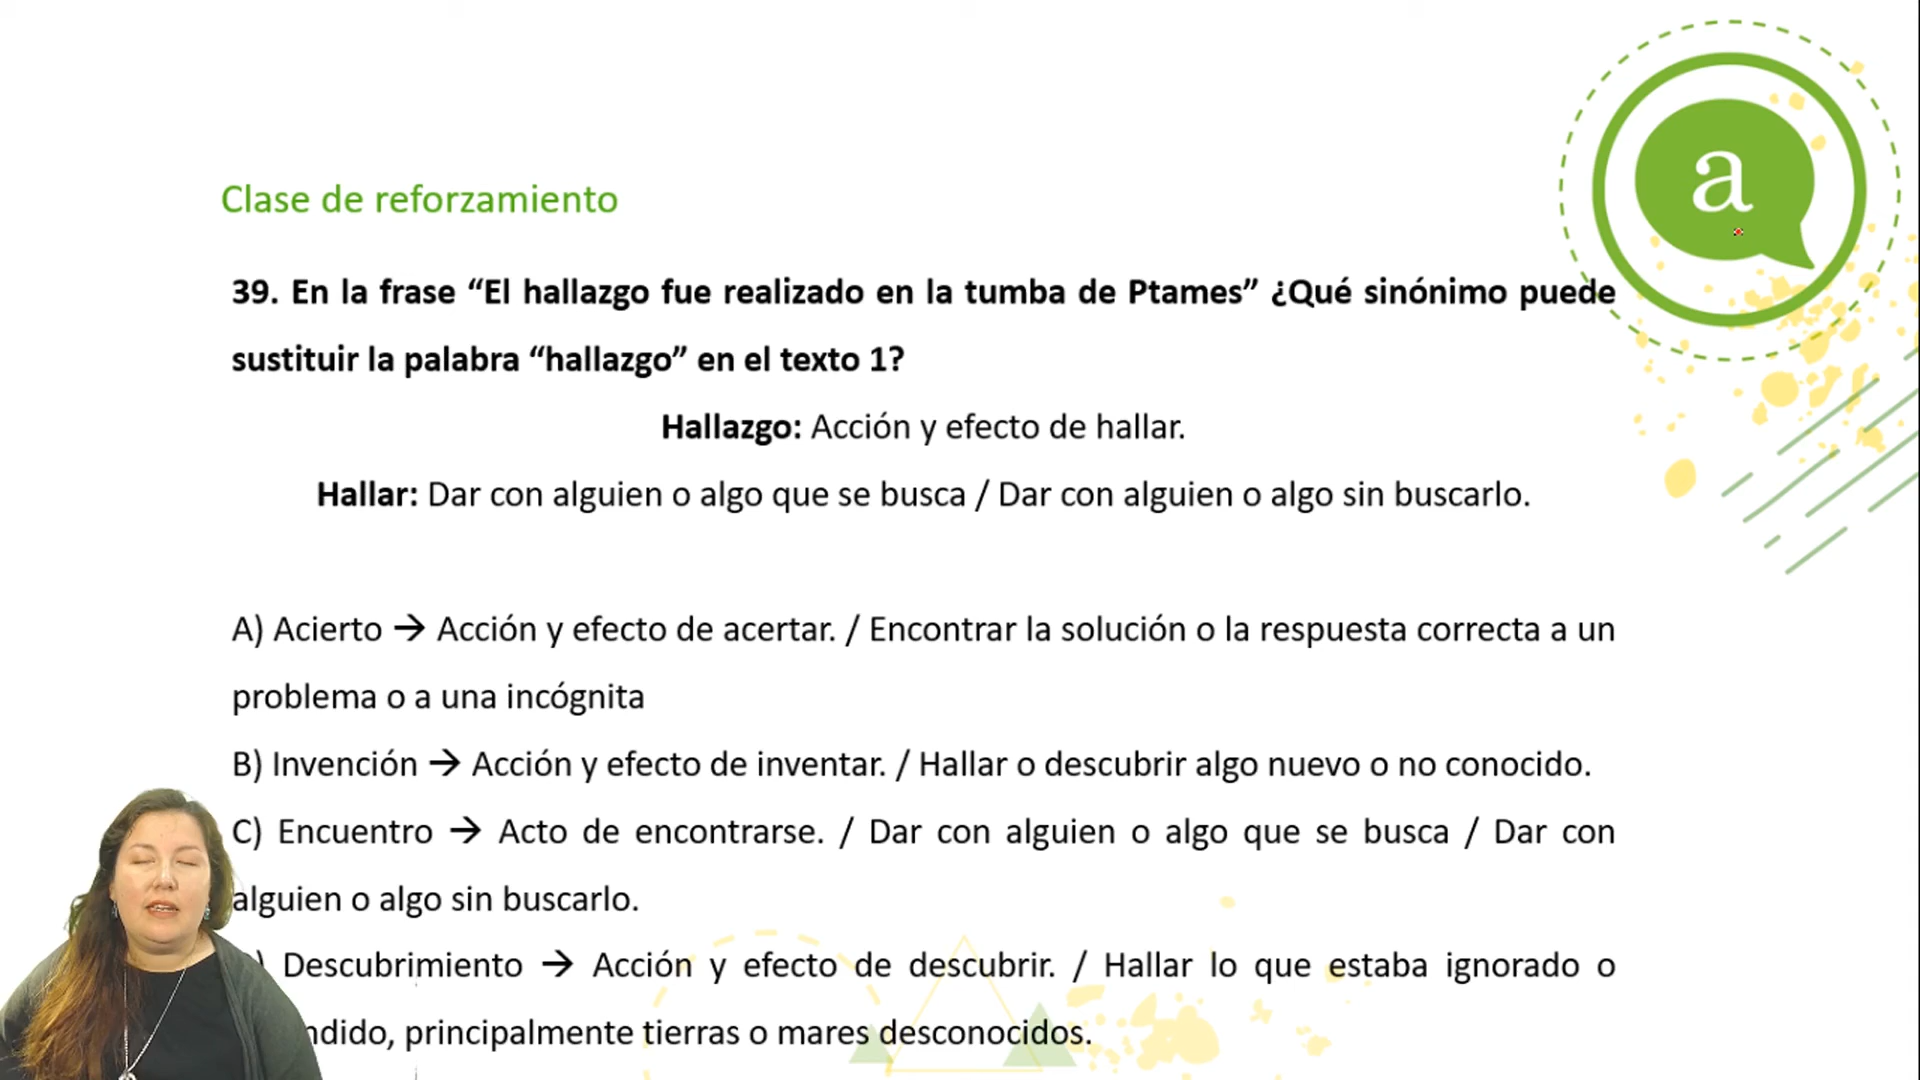 a
Clase de reforzamiento
39. En la frase “El hallazgo fue realizado en la tumba de Ptames” ¿Qué sinónimo puede
sustituir la palabra “hallazgo” en el texto 1?
Hallazgo: Acción y efecto de hallar.
Hallar: Dar con alguien o algo que se busca / Dar con alguien o algo sin buscarlo.
A) Acierto → Acción y efecto de acertar. / Encontrar la solución o la respuesta correcta a un
problema o a una incógnita
B) Invención → Acción y efecto de inventar. / Hallar o descubrir algo nuevo o no conocido.
C) Encuentro → Acto de encontrarse. / Dar con alguien o algo que se busca / Dar con
alguien o algo sin buscarlo.
) Descubrimiento → Acción y efecto de descubrir. / Hallar lo que estaba ignorado o
ndido, principalmente tierras o mares desconocidos.